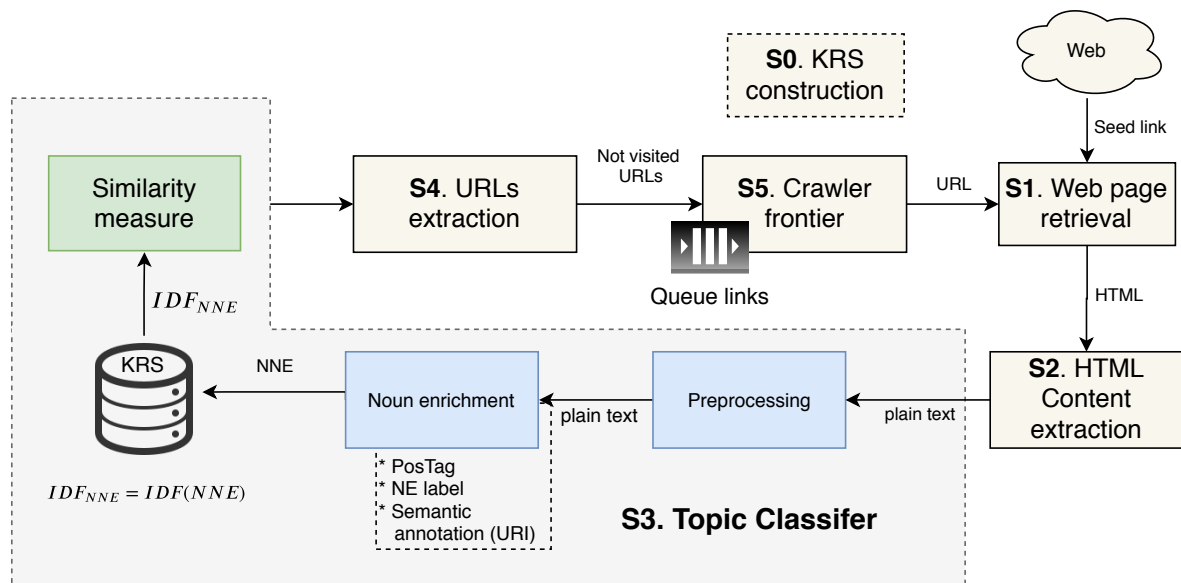 S0. KRS
construction
Web
Seed link
Similarity
measure
S4. URLs
extraction
Not visited
URLs
S5. Crawler
frontier
URL
S1. Web page
retrieval
Queue links
HTML
IDF_NNE
KRS
NNE
Noun enrichment
plain text
Preprocessing
plain text
S2. HTML
Content
extraction
* PosTag
* NE label
* Semantic
annotation (URI)
IDF_NNE = IDF(NNE)
S3. Topic Classifer